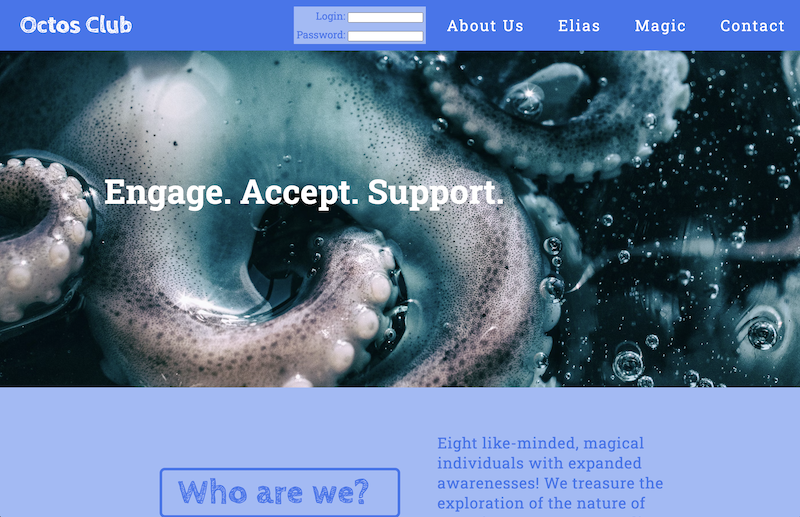 Octos Club
Login:
Password:
About Us
Elias
Magic
Contact
Engage. Accept. Support.
Who are we?
Eight like-minded, magical
individuals with expanded
awarenesses! We treasure the
exploration of the nature of